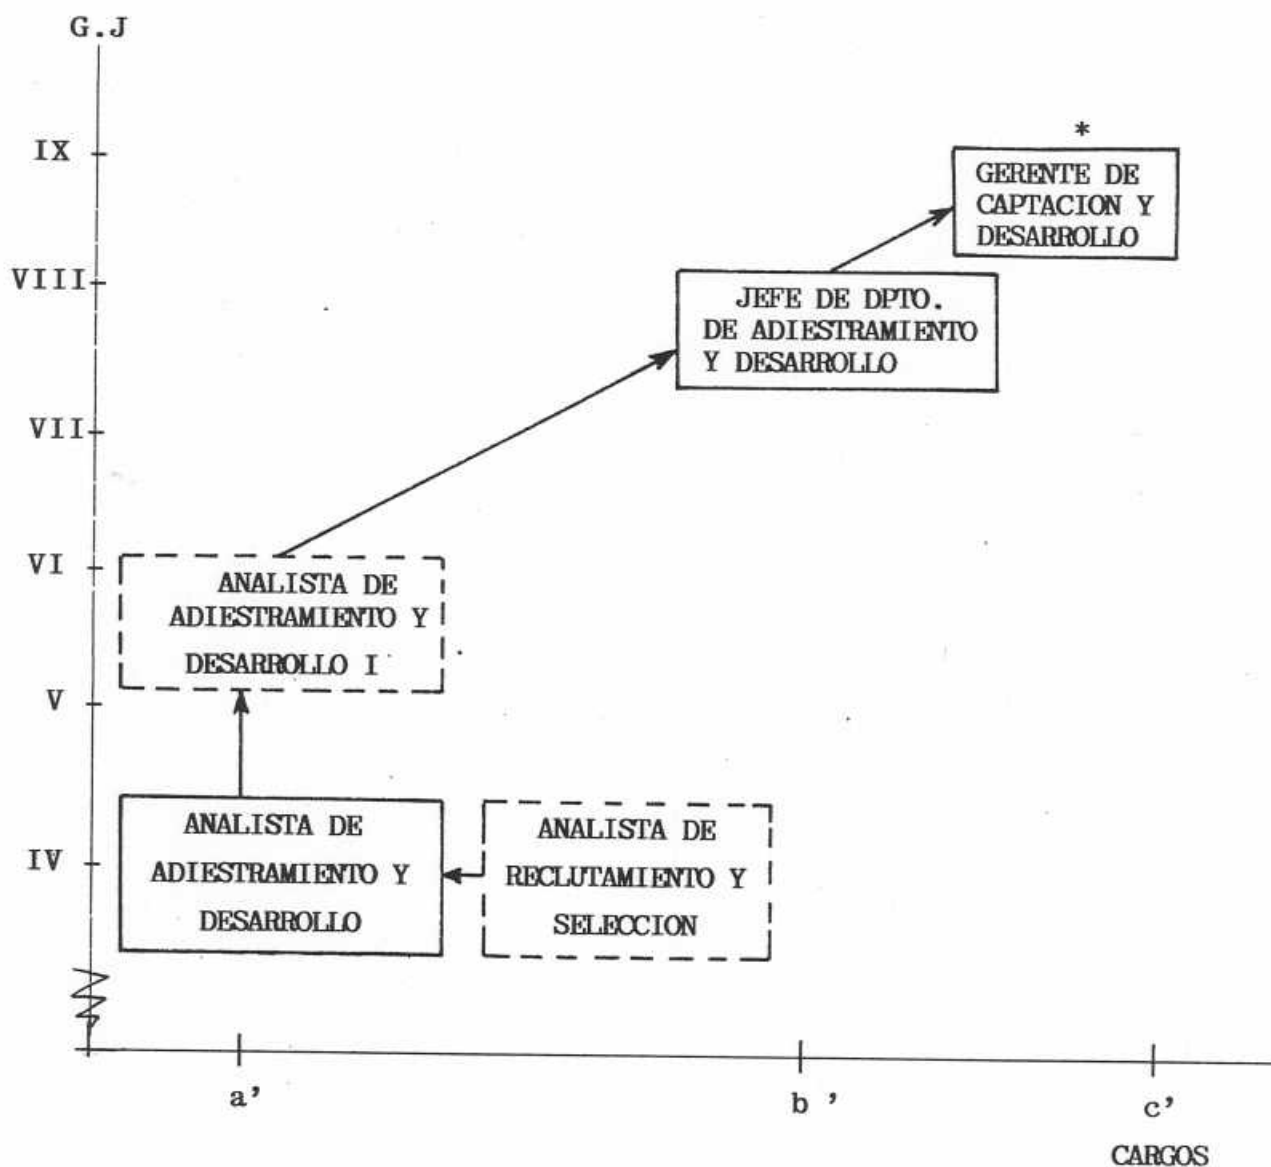 G.J
IX
*
GERENTE DE
CAPTACION Y
DESARROLLO
VIII
JEFE DE DPTO.
DE ADIESTRAMIENTO
Y DESARROLLO
VII
VI
ANALISTA DE
ADIESTRAMIENTO Y
DESARROLLO I
V
ANALISTA DE
ADIESTRAMIENTO Y
DESARROLLO
ANALISTA DE
RECLUTAMIENTO Y
SELECCION
IV
a'
b '
c'
CARGOS